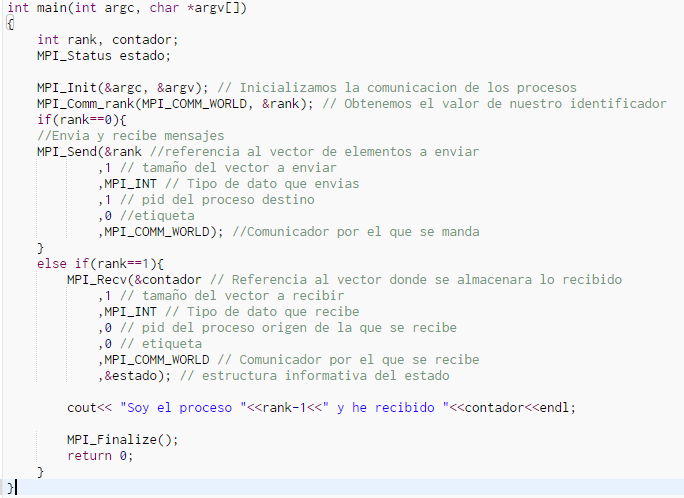 int main(int argc, char *argv[])
{
    int rank, contador;
    MPI_Status estado;
    MPI_Init(&argc, &argv); // Inicializamos la comunicacion de los procesos
    MPI_Comm_rank(MPI_COMM_WORLD, &rank); // Obtenemos el valor de nuestro identificador
    if(rank==0){
    //Envia y recibe mensajes
    MPI_Send(&rank //referencia al vector de elementos a enviar
            ,1 // tamaño del vector a enviar
            ,MPI_INT // Tipo de dato que envias
            ,1 // pid del proceso destino
            ,0 //etiqueta
            ,MPI_COMM_WORLD); //Comunicador por el que se manda
    }
    else if(rank==1){
        MPI_Recv(&contador // Referencia al vector donde se almacenara lo recibido
            ,1 // tamaño del vector a recibir
            ,MPI_INT // Tipo de dato que recibe
            ,0 // pid del proceso origen de la que se recibe
            ,0 // etiqueta
            ,MPI_COMM_WORLD // Comunicador por el que se recibe
            ,&estado); // estructura informativa del estado
        cout<< "Soy el proceso "<<rank-1<<" y he recibido "<<contador<<endl;
        MPI_Finalize();
        return 0;
    }
}